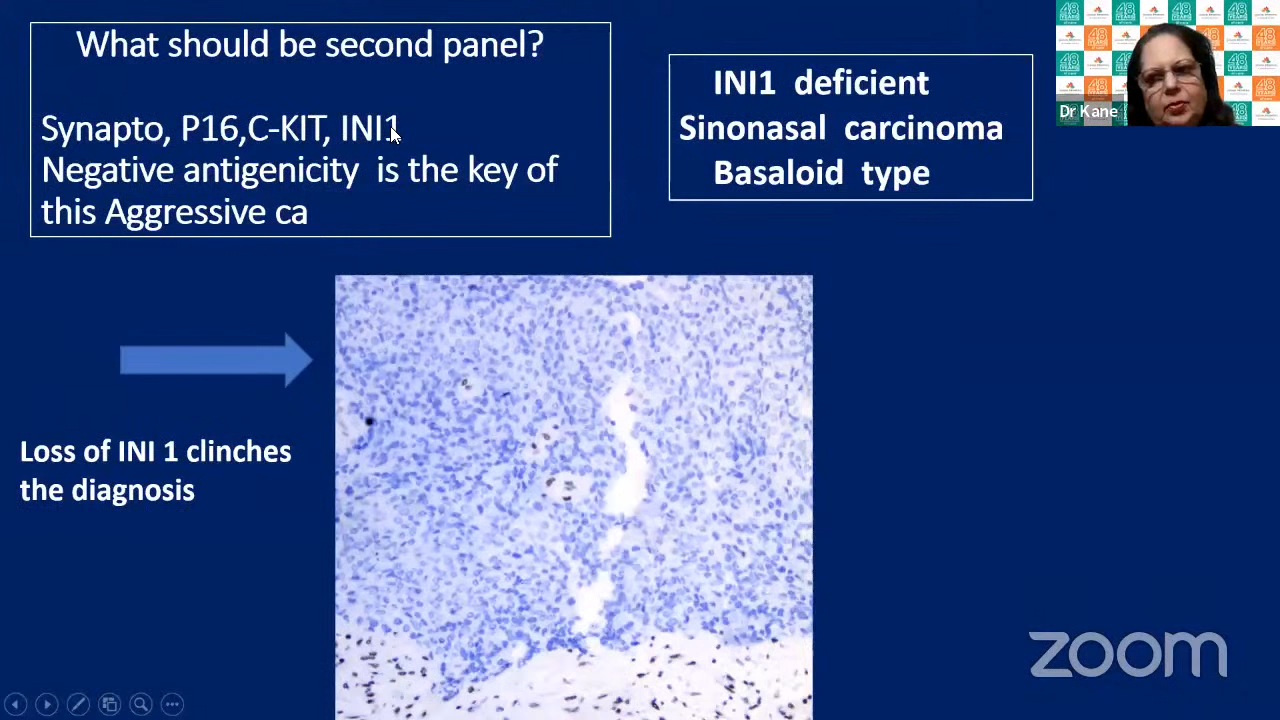 What should be second panel?
Synapto, P16,C-KIT, INI1
Negative antigenicity is the key of
this Aggressive ca
INI1 deficient
Sinonasal carcinoma
Basaloid type
Dr Kane
Loss of INI 1 clinches
the diagnosis
zoom